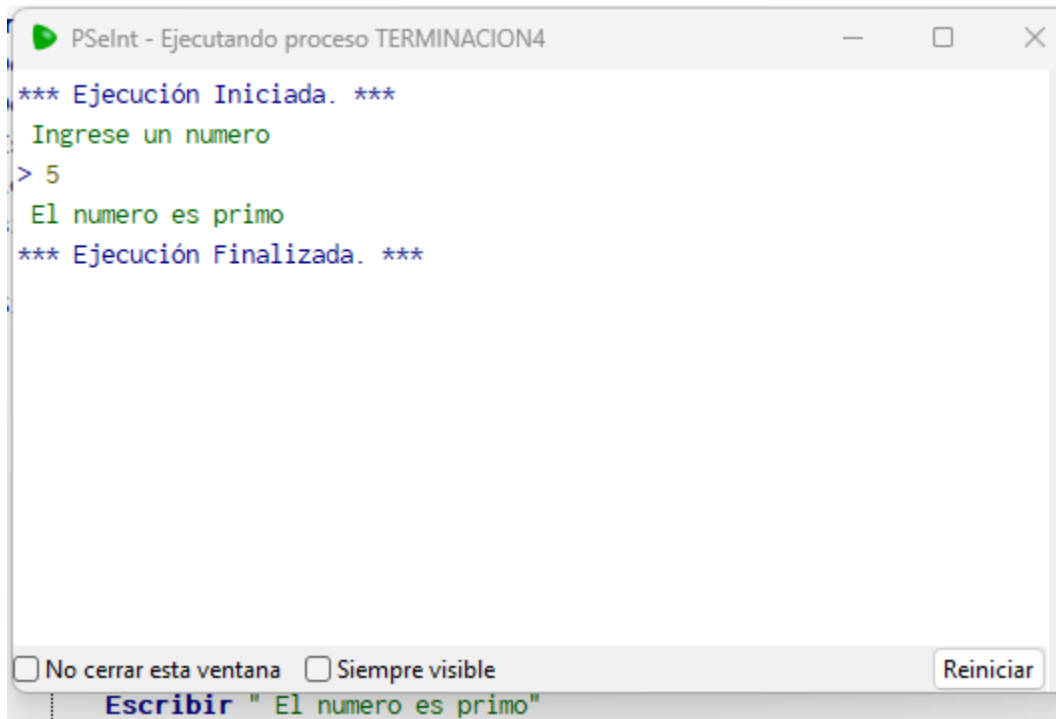 PSeInt - Ejecutando proceso TERMINACION4
*** Ejecución Iniciada. ***
Ingrese un numero
> 5
El numero es primo
*** Ejecución Finalizada. ***
No cerrar esta ventana Siempre visible Reiniciar
Escribir " El numero es primo"